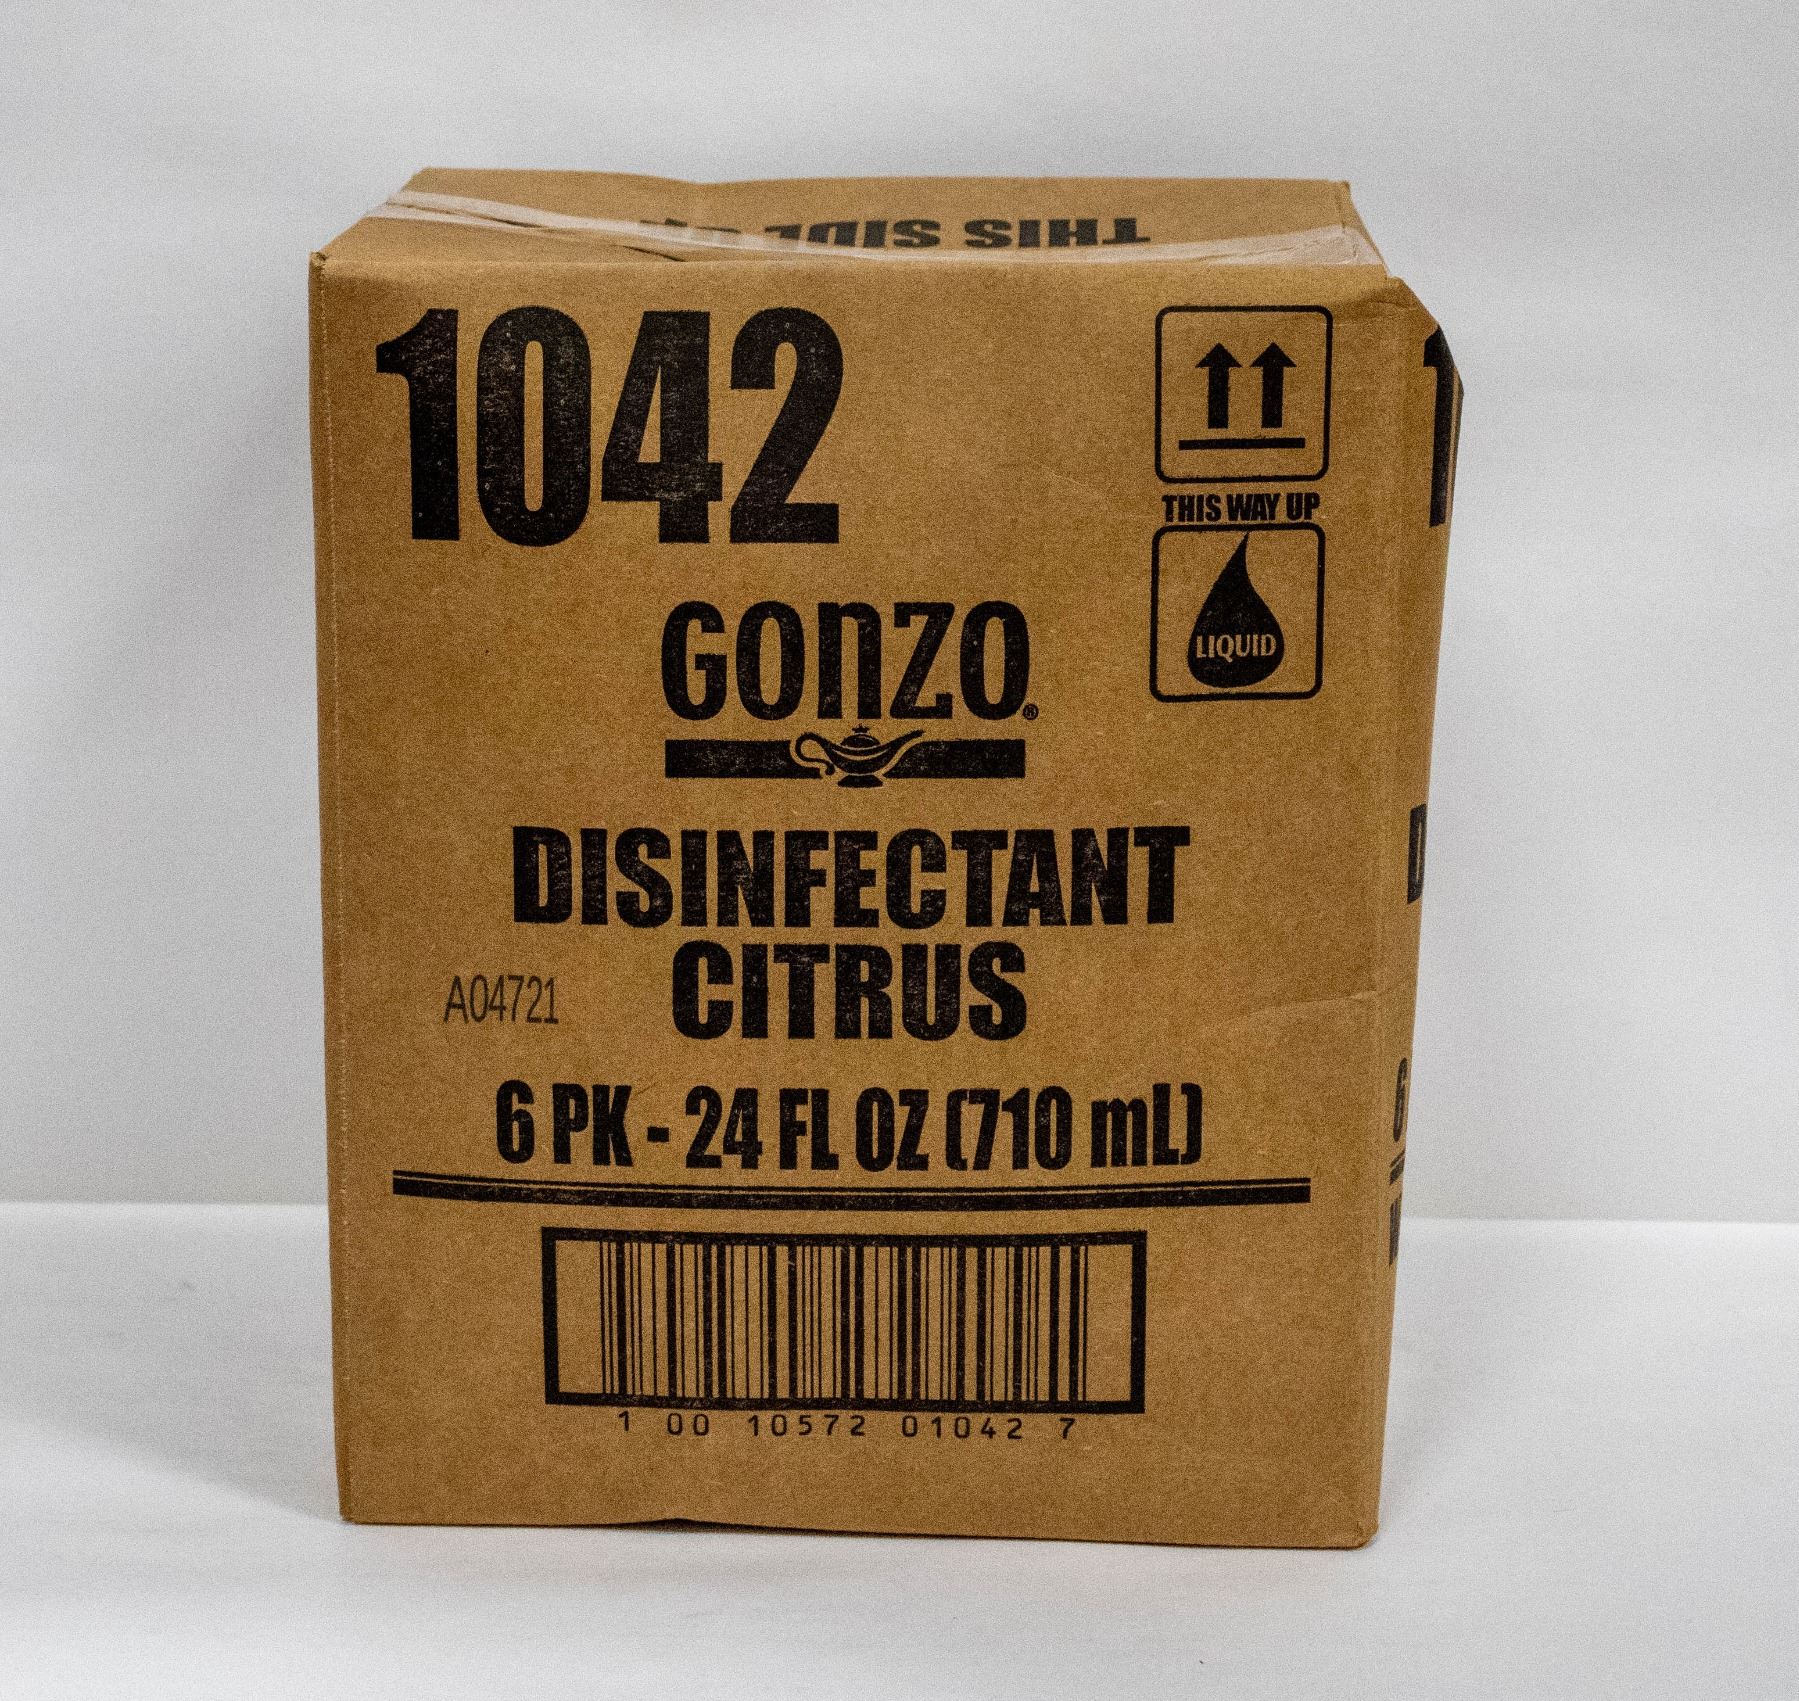 THIS SIDE UP
1042
THIS WAY UP
LIQUID
GONZO®
DISINFECTANT
CITRUS
A04721
6 PK - 24 FL OZ (710 mL)
1 00 10572 01042 7